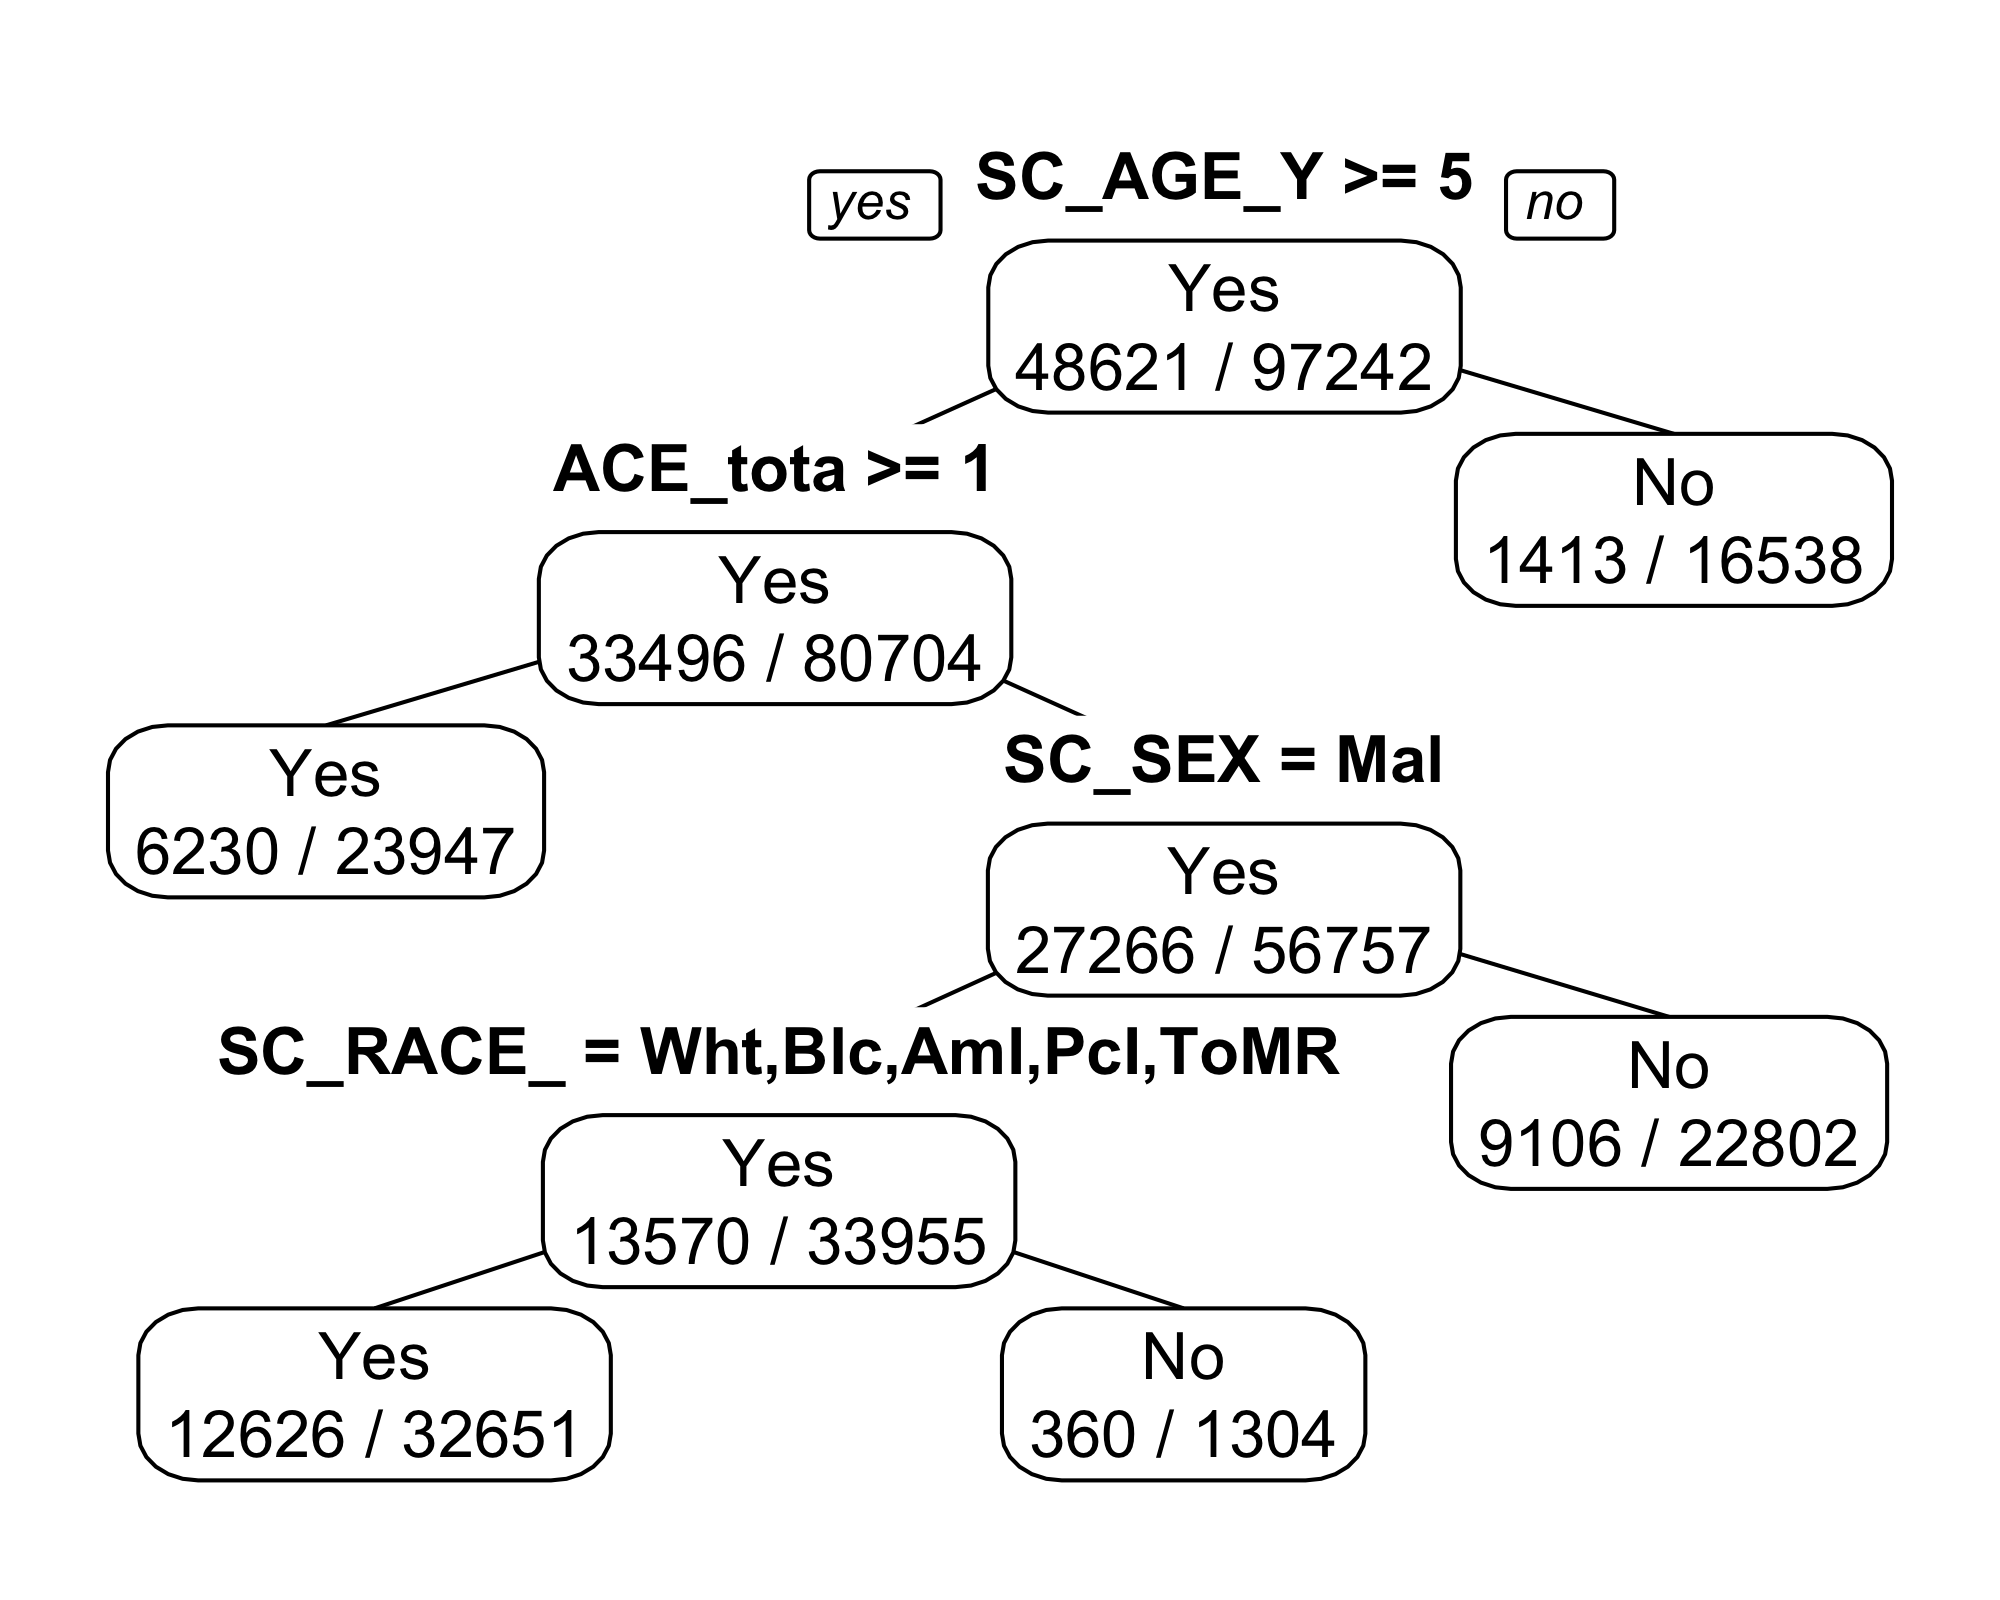 SC_AGE_Y >= 5
yes
no
Yes
48621 / 97242
ACE_tota >= 1
No
1413 / 16538
Yes
33496 / 80704
SC_SEX = Mal
Yes
6230 / 23947
Yes
27266 / 56757
SC_RACE_ = Wht,Blc,AmI,PcI,ToMR
No
9106 / 22802
Yes
13570 / 33955
Yes
12626 / 32651
No
360 / 1304